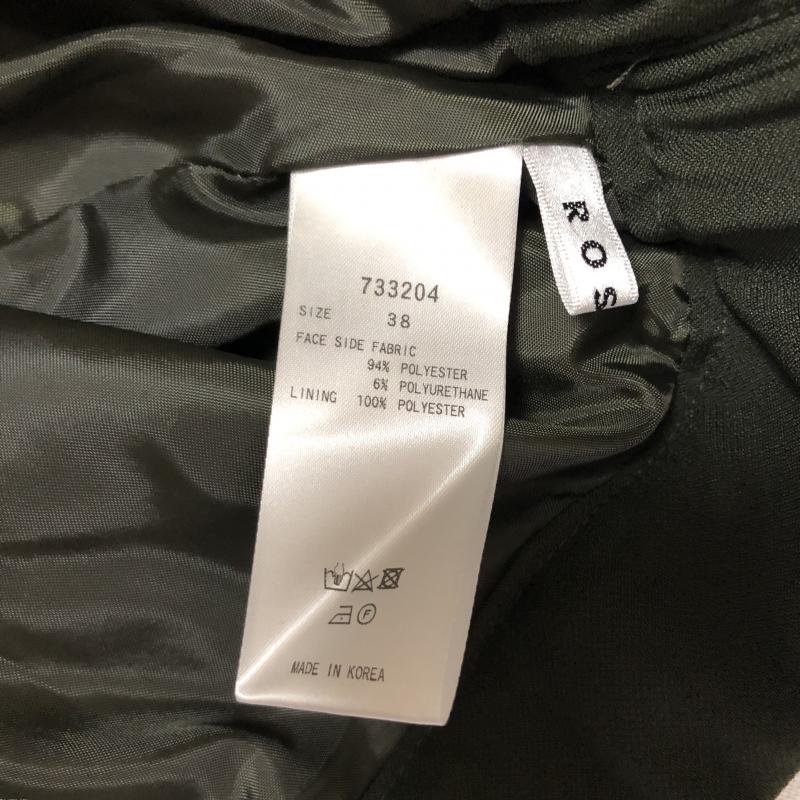 733204
SIZE 38
FACE SIDE FABRIC
94% POLYESTER
6% POLYURETHANE
LINING 100% POLYESTER
F
MADE IN KOREA
ROS